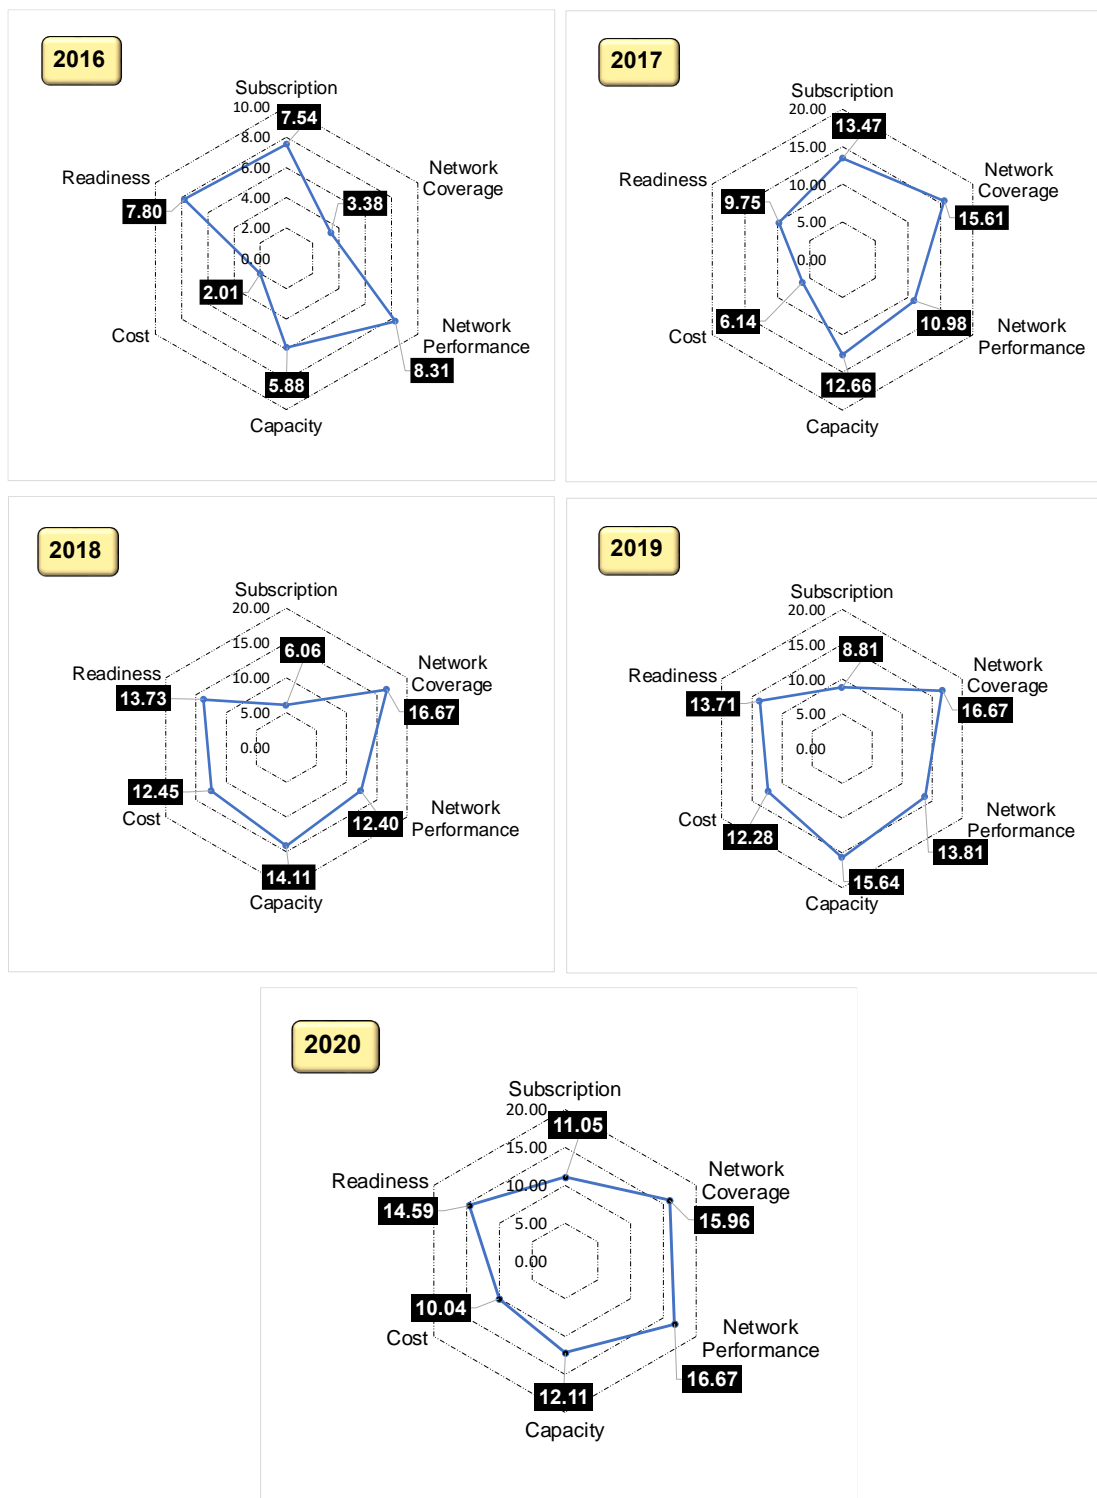 2016
Subscription
10.00
7.54
8.00
6.00
4.00
2.00
0.00
Network
Coverage
3.38
Network
Performance
8.31
5.88
Capacity
2.01
Cost
Readiness
7.80
2017
Subscription
20.00
13.47
15.00
10.00
5.00
0.00
Network
Coverage
15.61
10.98
Network
Performance
12.66
Capacity
6.14
Cost
Readiness
9.75
2018
Subscription
20.00
15.00
6.06
10.00
5.00
0.00
Network
Coverage
16.67
Network
Performance
12.40
14.11
Capacity
12.45
Cost
Readiness
13.73
2019
Subscription
20.00
15.00
8.81
10.00
5.00
0.00
Network
Coverage
16.67
Network
Performance
13.81
15.64
Capacity
Cost
12.28
Readiness
13.71
2020
Subscription
20.00
11.05
15.00
10.00
5.00
0.00
Network
Coverage
15.96
Network
Performance
16.67
12.11
Capacity
10.04
Cost
Readiness
14.59